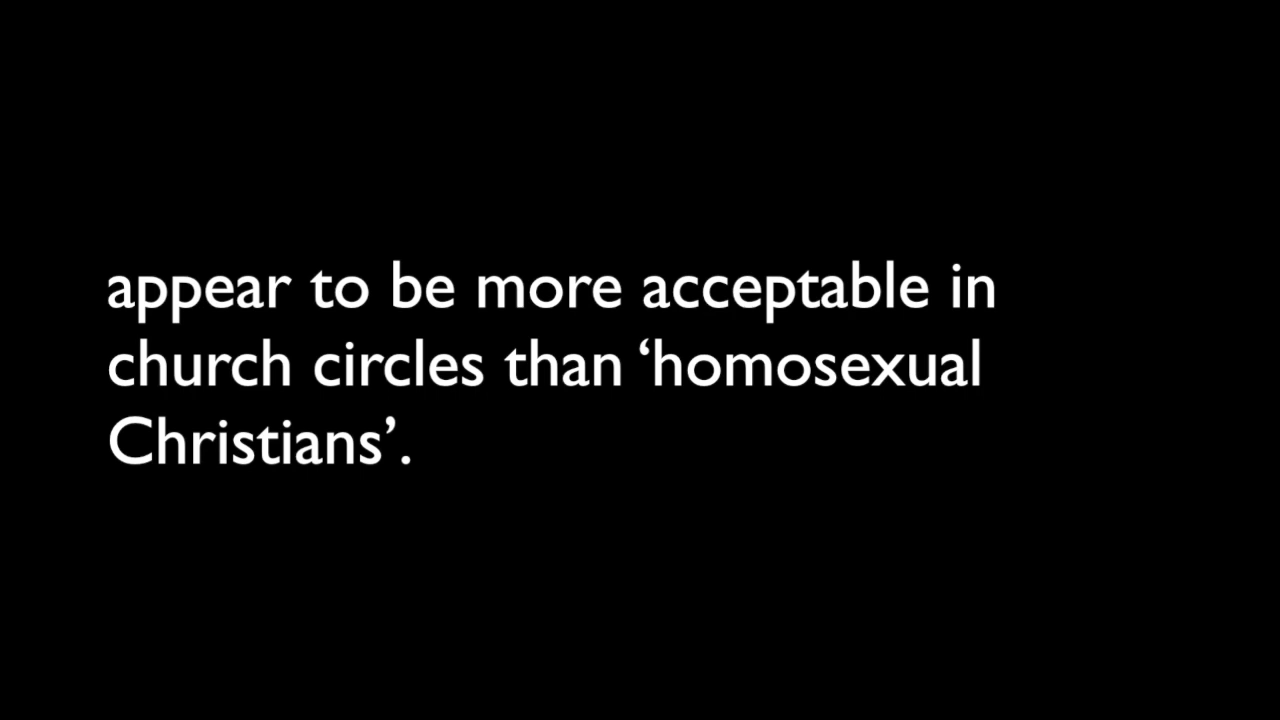 appear to be more acceptable in
church circles than ‘homosexual
Christians’.